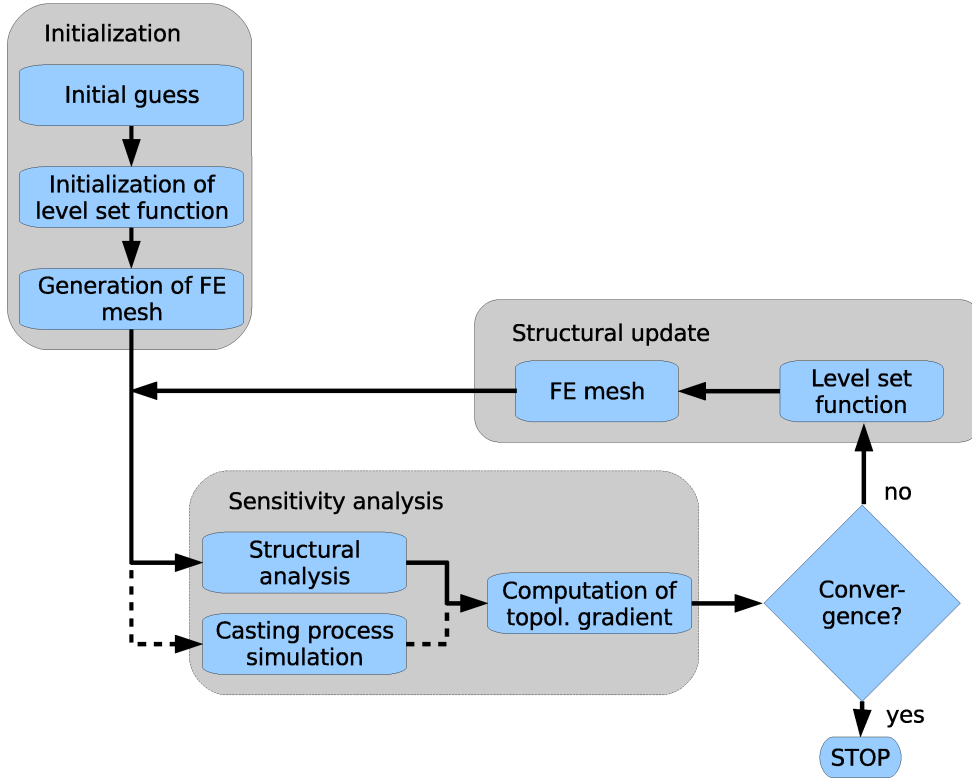 Initialization
Initial guess
Initialization of
level set function
Generation of FE
mesh
Structural update
FE mesh
Level set
function
no
Sensitivity analysis
Structural
analysis
Casting process
simulation
Computation of
topol. gradient
Conver-
gence?
yes
STOP